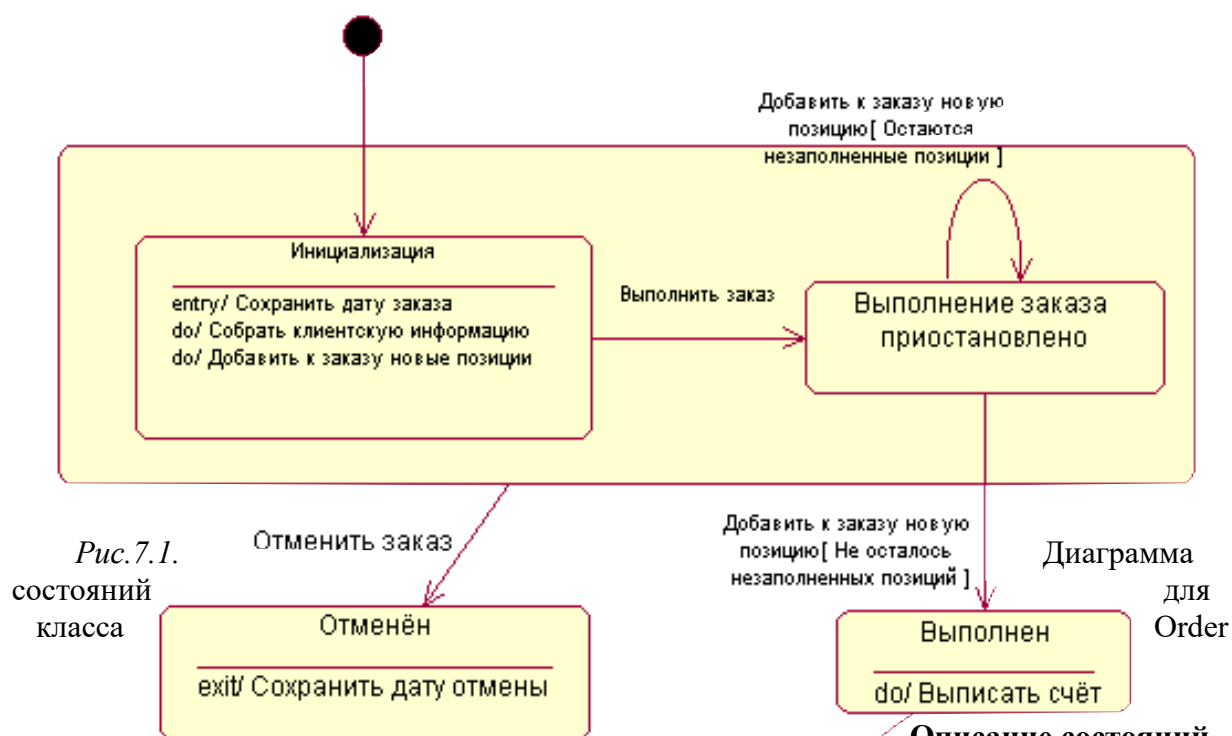 Добавить к заказу новую
позицию[ Остаются
незаполненные позиции ]
Инициализация
entry/ Сохранить дату заказа
do/ Собрать клиентскую информацию
do/ Добавить к заказу новые позиции
Выполнить заказ
Выполнение заказа
приостановлено
Рис.7.1.
состояний
класса
Отменить заказ
Добавить к заказу новую
позицию[ Не осталось
незаполненных позиций ]
Диаграмма
для
Order
Отменён
exit/ Сохранить дату отмены
Выполнен
do/ Выписать счёт
Описание состояний